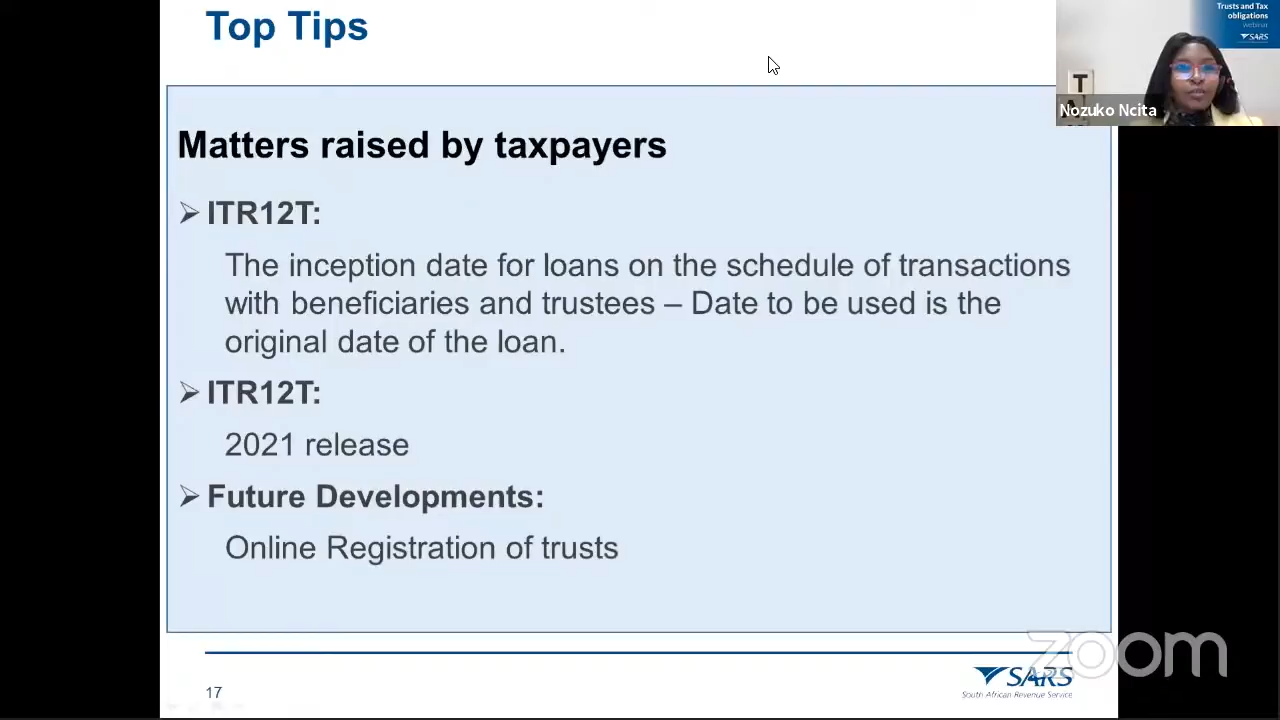 Top Tips
Trusts and Tax
obligations
webinar
SARS
T
Nozuko Ncita
Matters raised by taxpayers
ITR12T:
The inception date for loans on the schedule of transactions
with beneficiaries and trustees – Date to be used is the
original date of the loan.
ITR12T:
2021 release
Future Developments:
Online Registration of trusts
zoom
SARS
South African Revenue Service
17